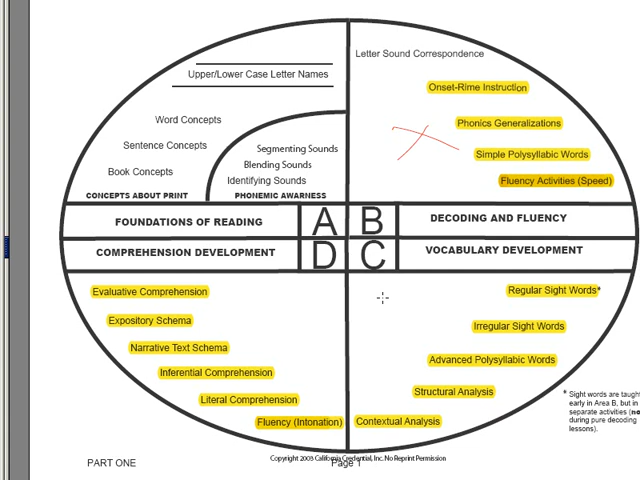 Letter Sound Correspondence
Upper/Lower Case Letter Names
Onset-Rime Instruction
Word Concepts
Phonics Generalizations
Sentence Concepts
Segmenting Sounds
Simple Polysyllabic Words
Blending Sounds
Book Concepts
Identifying Sounds
Fluency Activities (Speed)
CONCEPTS ABOUT PRINT
PHONEMIC AWARNESS
FOUNDATIONS OF READING
A
B
DECODING AND FLUENCY
COMPREHENSION DEVELOPMENT
D
C
VOCABULARY DEVELOPMENT
Evaluative Comprehension
Regular Sight Words*
Expository Schema
Irregular Sight Words
Narrative Text Schema
Advanced Polysyllabic Words
Inferential Comprehension
Structural Analysis
Literal Comprehension
Fluency (Intonation)
Contextual Analysis
* Sight words are taught
early in Area B, but in
separate activities (no
during pure decoding
lessons).
Copyright 2003 California Credential, Inc. No Reprint Permission
PART ONE
Page 1